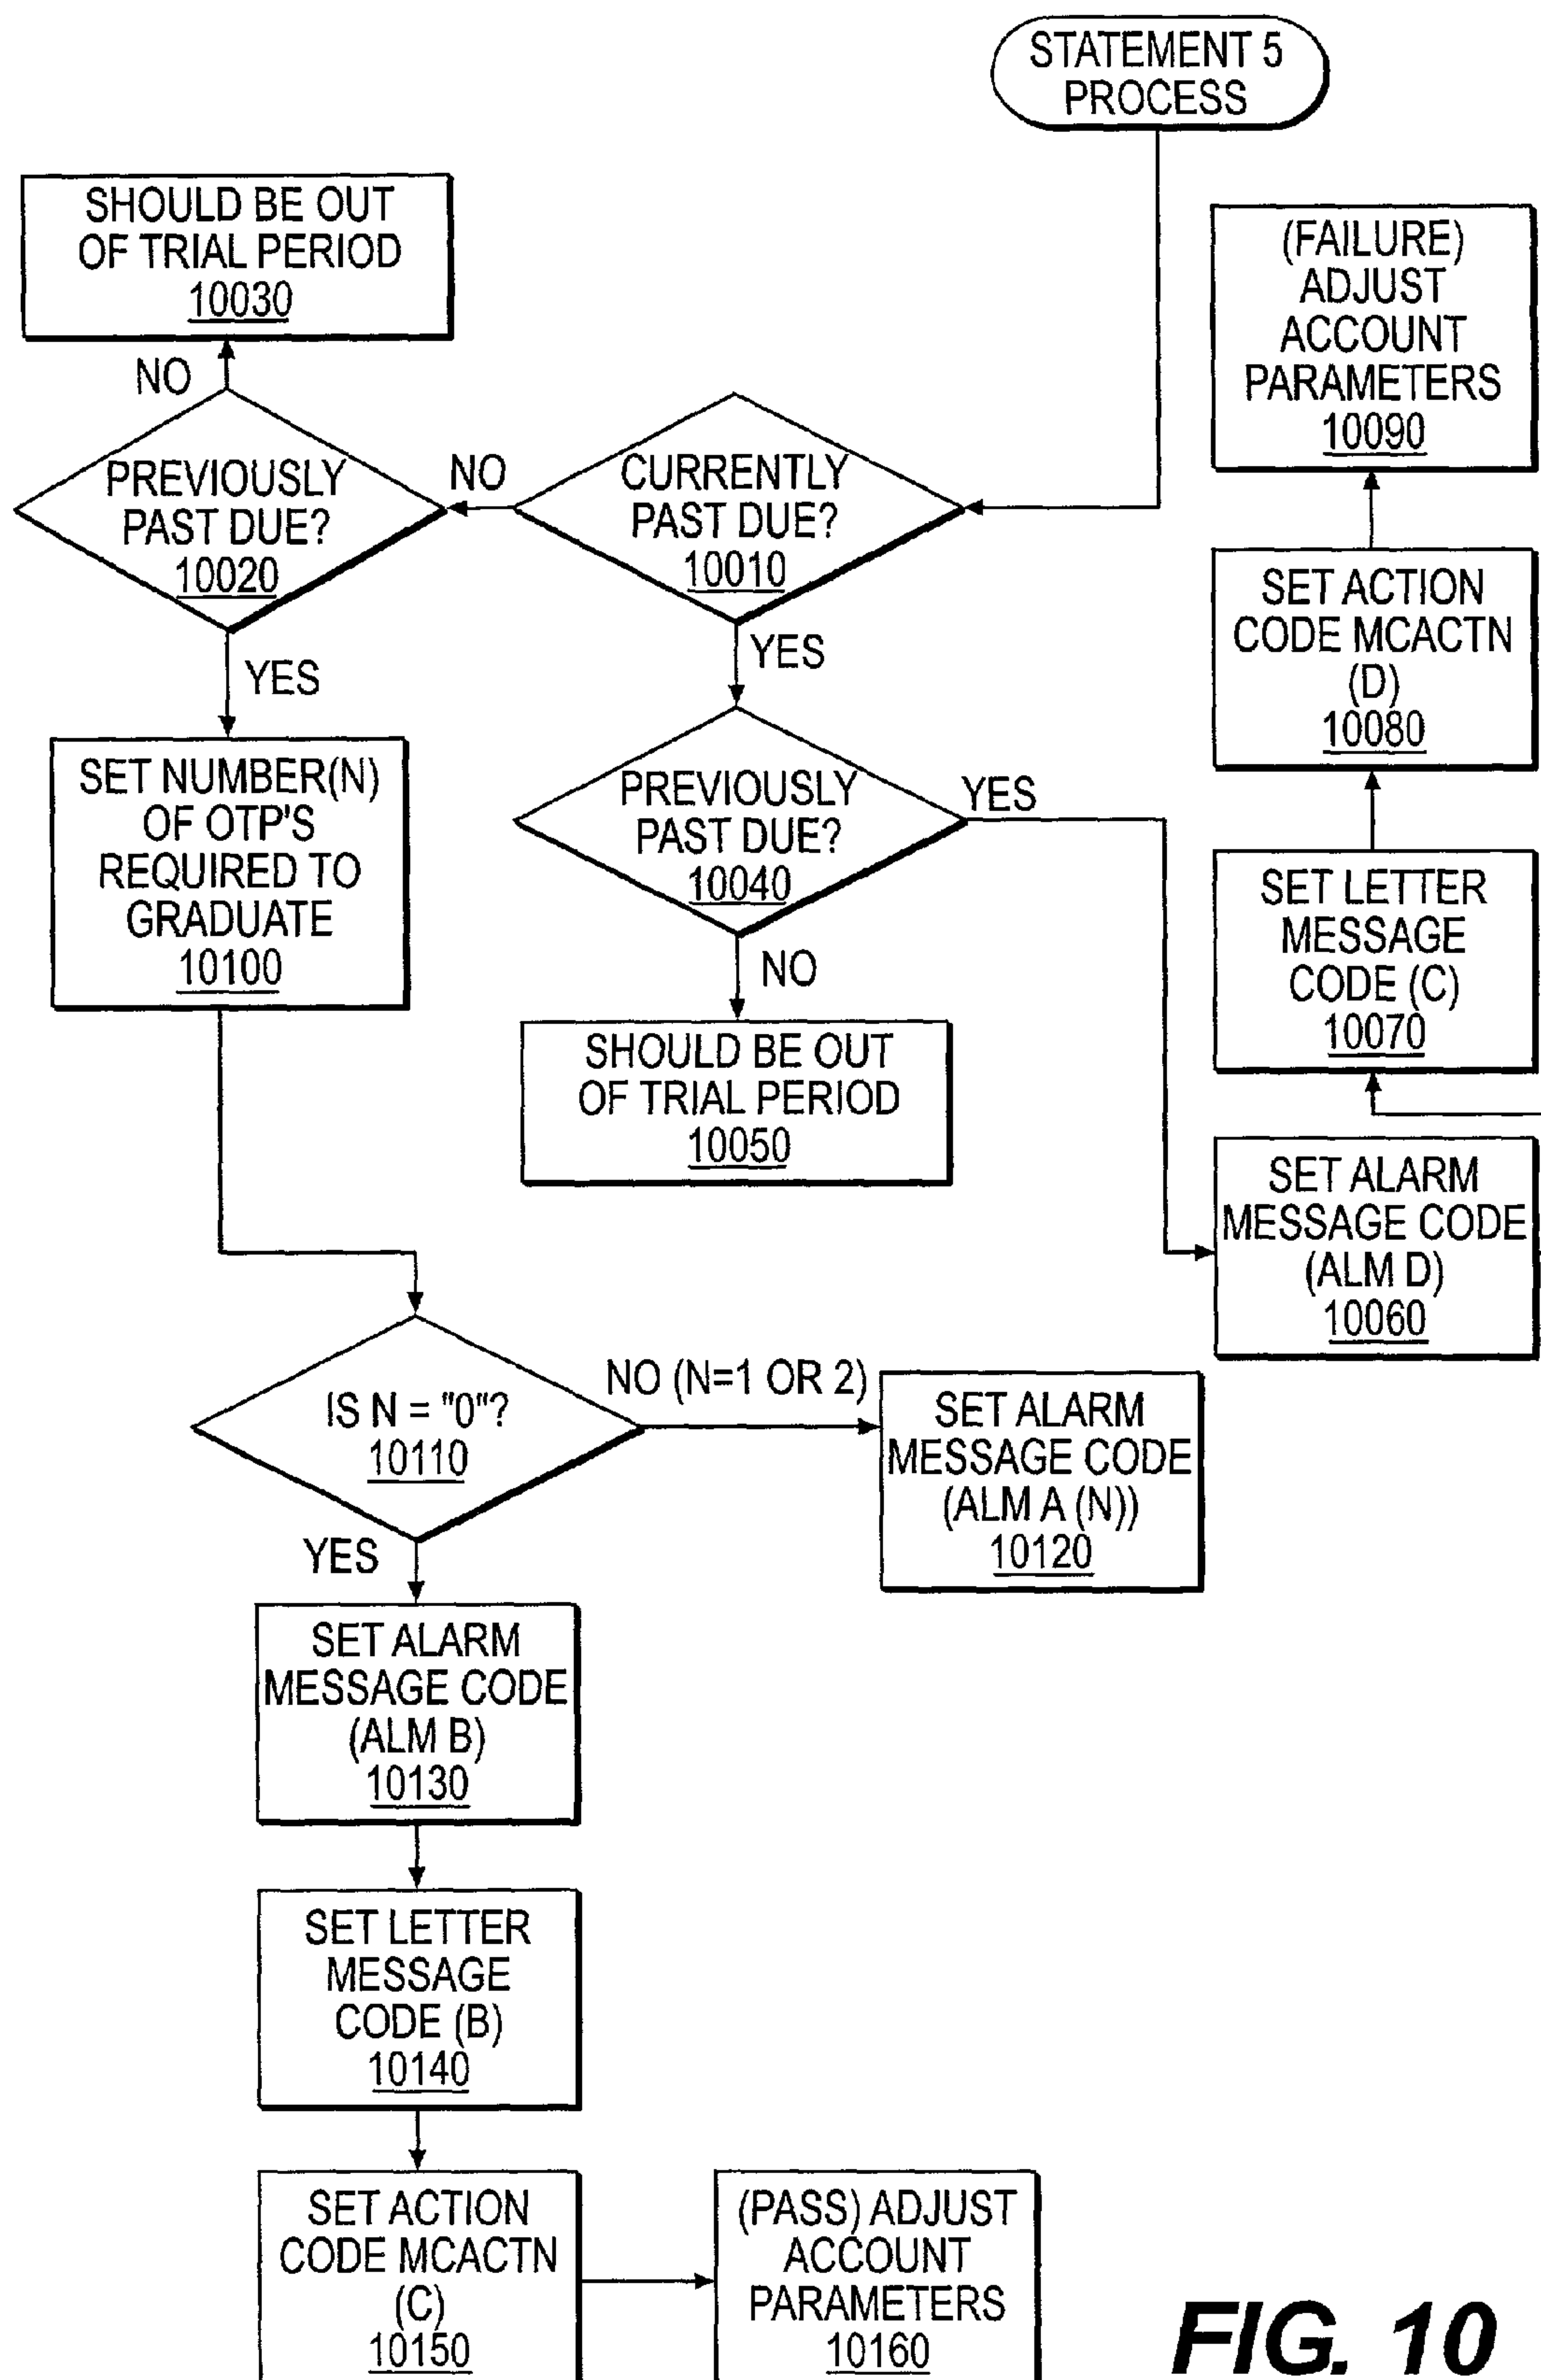 STATEMENT 5
PROCESS
SHOULD BE OUT
OF TRIAL PERIOD
10030
NO
PREVIOUSLY
PAST DUE?
10020
NO
CURRENTLY
PAST DUE?
10010
YES
YES
(FAILURE)
ADJUST
ACCOUNT
PARAMETERS
10090
SET ACTION
CODE MCACTN
(D)
10080
SET NUMBER(N)
OF OTP'S
REQUIRED TO
GRADUATE
10100
PREVIOUSLY
PAST DUE?
10040
YES
NO
SET LETTER
MESSAGE
CODE (C)
10070
SHOULD BE OUT
OF TRIAL PERIOD
10050
SET ALARM
MESSAGE CODE
(ALM D)
10060
IS N = "0"?
10110
NO (N=1 OR 2)
SET ALARM
MESSAGE CODE
(ALM A (N))
10120
YES
SET ALARM
MESSAGE CODE
(ALM B)
10130
SET LETTER
MESSAGE
CODE (B)
10140
SET ACTION
CODE MCACTN
(C)
10150
(PASS) ADJUST
ACCOUNT
PARAMETERS
10160
FIG. 10